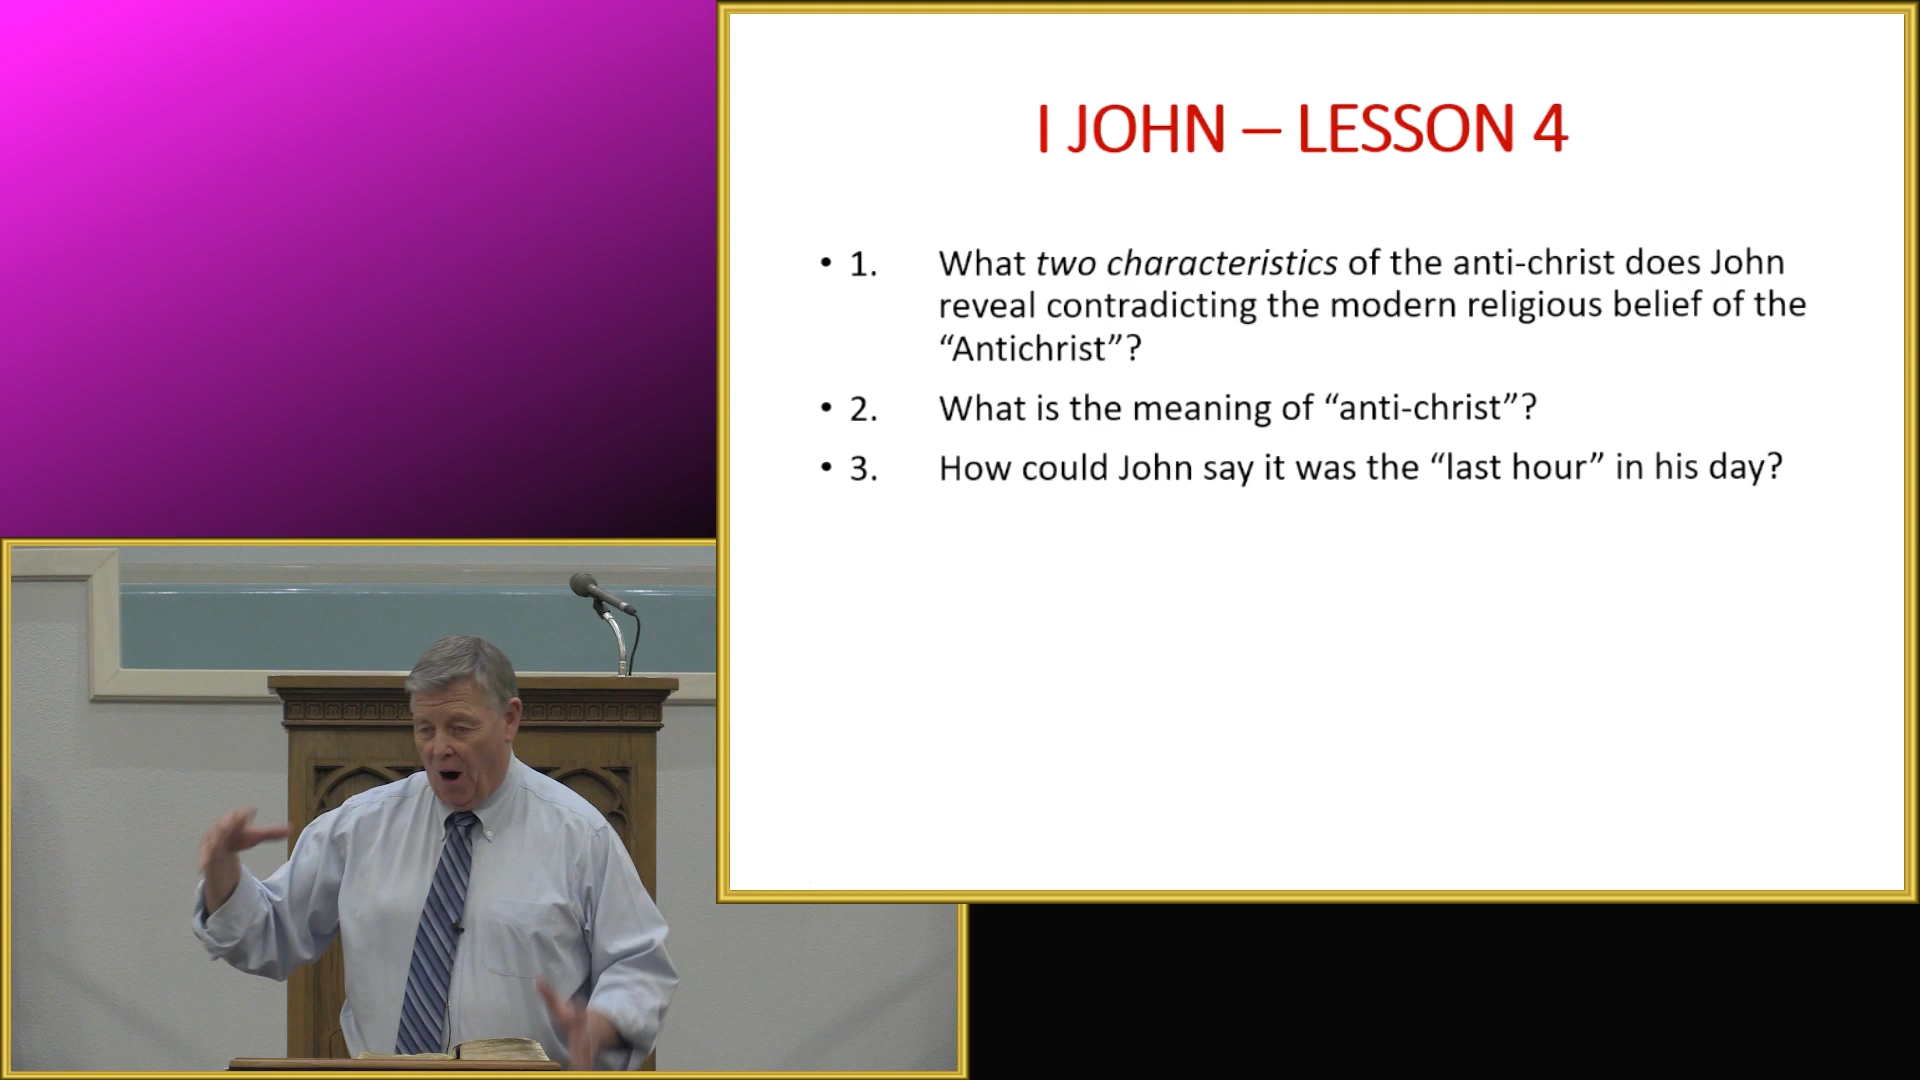 I JOHN – LESSON 4
• 1. What two characteristics of the anti-christ does John
reveal contradicting the modern religious belief of the
“Antichrist”?
• 2. What is the meaning of “anti-christ”?
• 3. How could John say it was the “last hour” in his day?